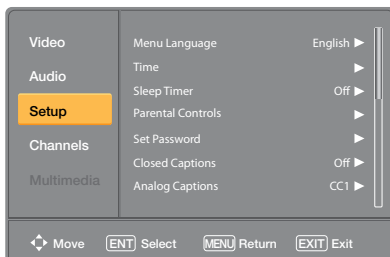 Video
Audio
Setup
Channels
Multimedia
Menu Language English ▶
Time ▶
Sleep Timer Off ▶
Parental Controls ▶
Set Password ▶
Closed Captions Off ▶
Analog Captions CC1 ▶
Move ENT Select MENU Return EXIT Exit